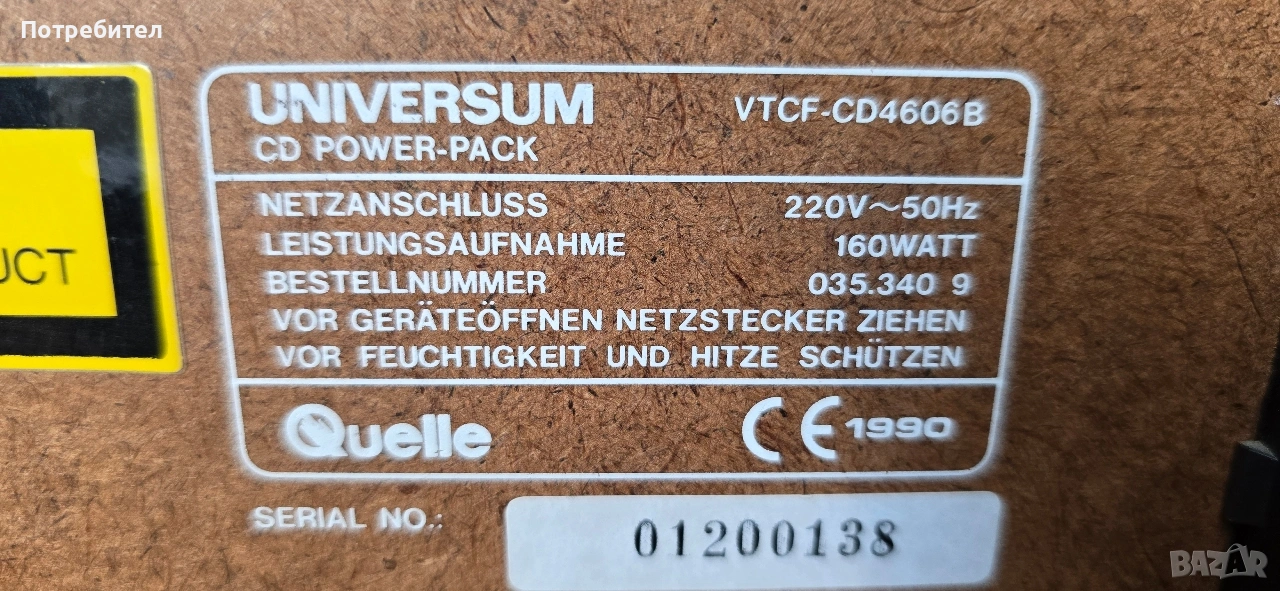 Потребител
UNIVERSUM VTCF-CD4606B
CD POWER-PACK
NETZANSCHLUSS 220V~50Hz
LEISTUNGSAUFNAHME 160WATT
BESTELLNUMMER 035.340 9
VOR GERÄTEÖFFNEN NETZSTECKER ZIEHEN
VOR FEUCHTIGKEIT UND HITZE SCHÜTZEN
Quelle CE 1990
SERIAL NO.: 01200138
UCT
BAZAR